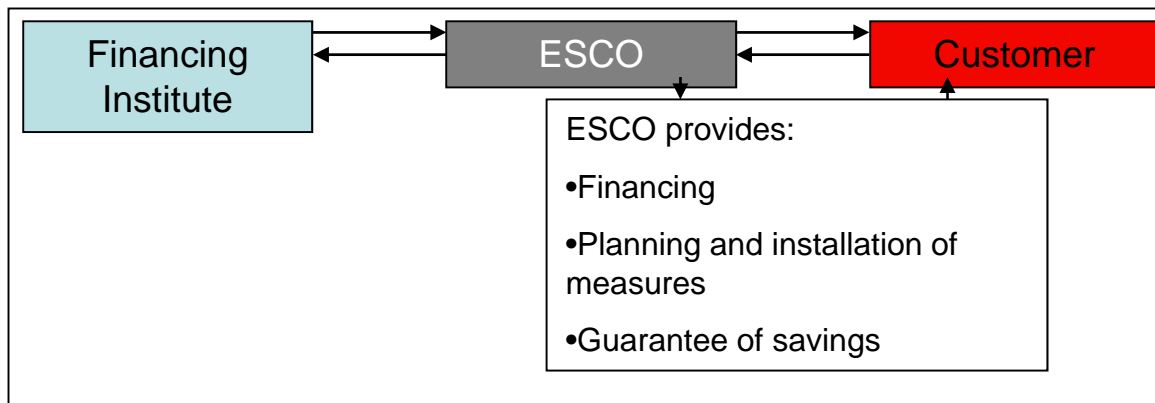 Financing
Institute
ESCO
Customer
ESCO provides:
•Financing
•Planning and installation of
measures
•Guarantee of savings